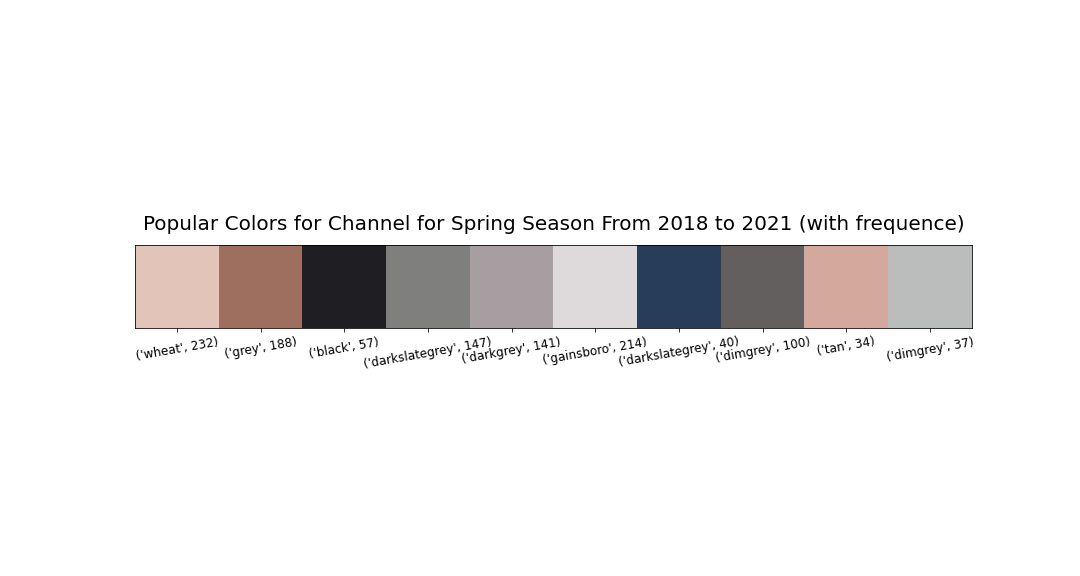 Popular Colors for Channel for Spring Season From 2018 to 2021 (with frequence)
('wheat', 232)
('grey', 188)
('black', 57)
('darkslategrey', 147)
('darkgrey', 141)
('gainsboro', 214)
('darkslategrey', 40)
('dimgrey', 100)
('tan', 34)
('dimgrey', 37)